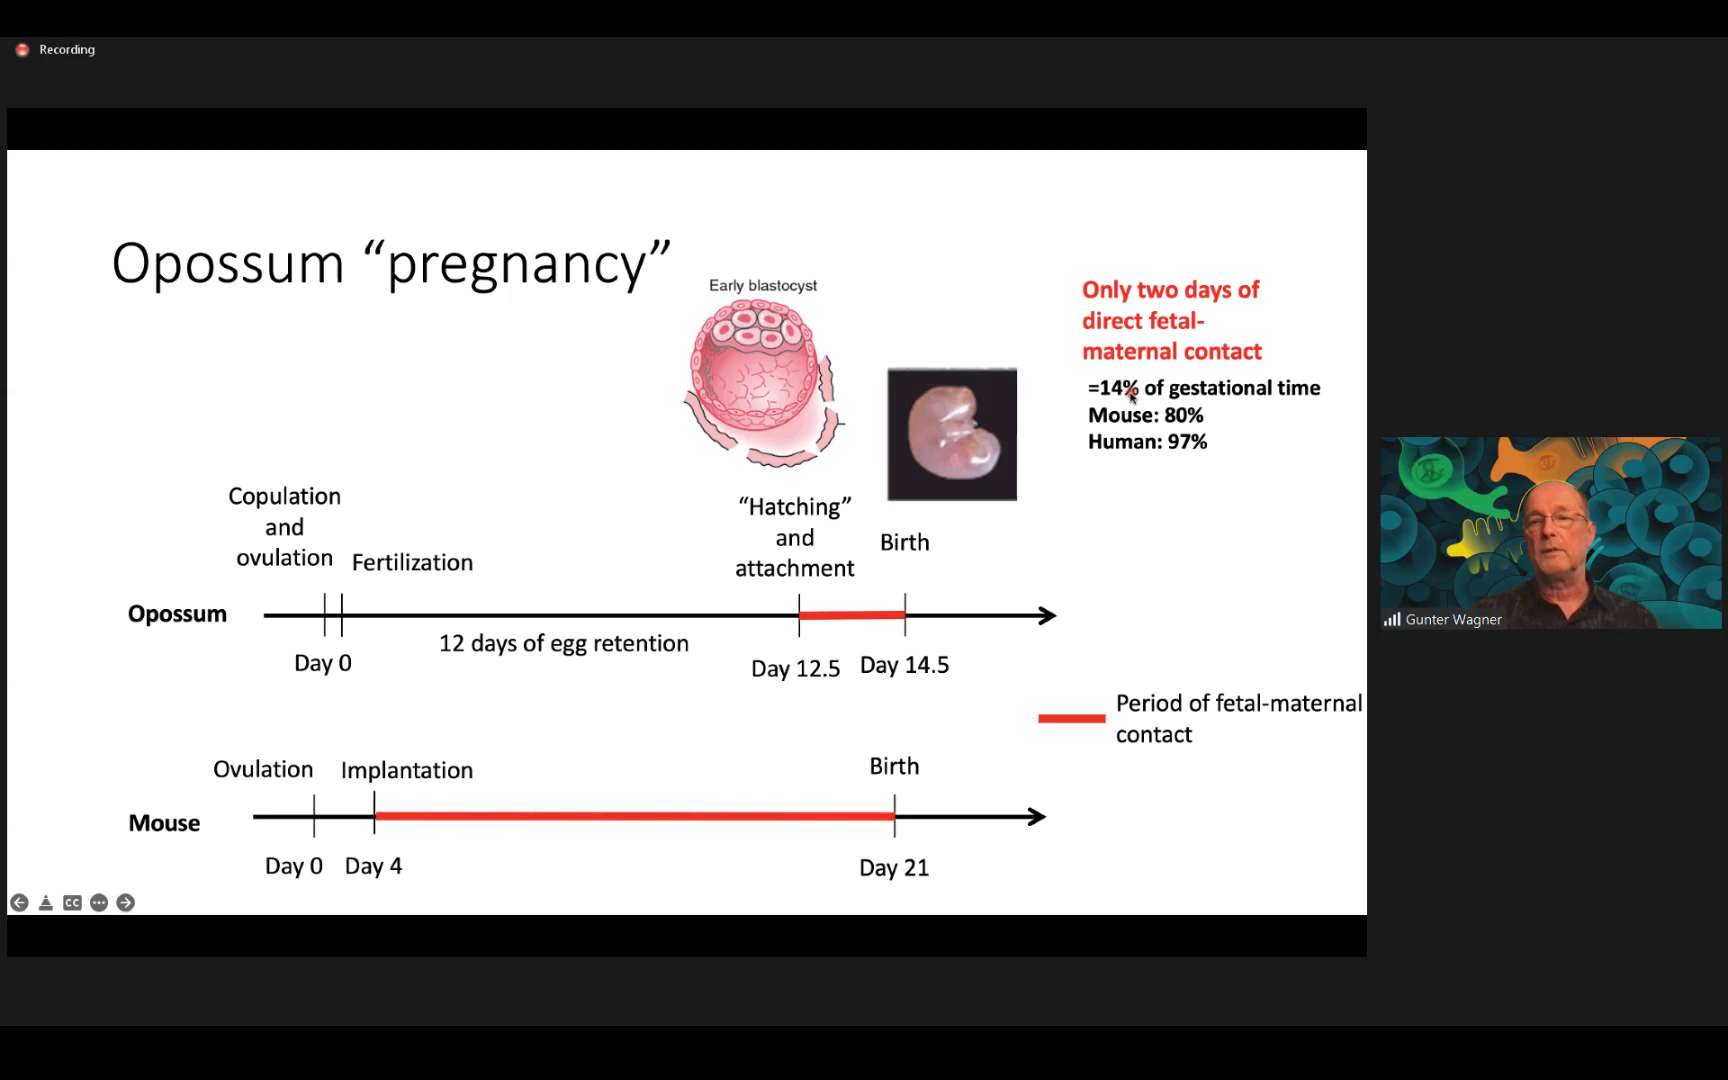 Recording
Opossum “pregnancy”
Early blastocyst
Only two days of
direct fetal-
maternal contact
=14% of gestational time
Mouse: 80%
Human: 97%
Copulation
and
ovulation
Fertilization
“Hatching”
and
attachment
Birth
Opossum
12 days of egg retention
Day 0
Day 12.5
Day 14.5
Period of fetal-maternal
contact
Ovulation
Implantation
Birth
Mouse
Day 0
Day 4
Day 21
CC
Gunter Wagner